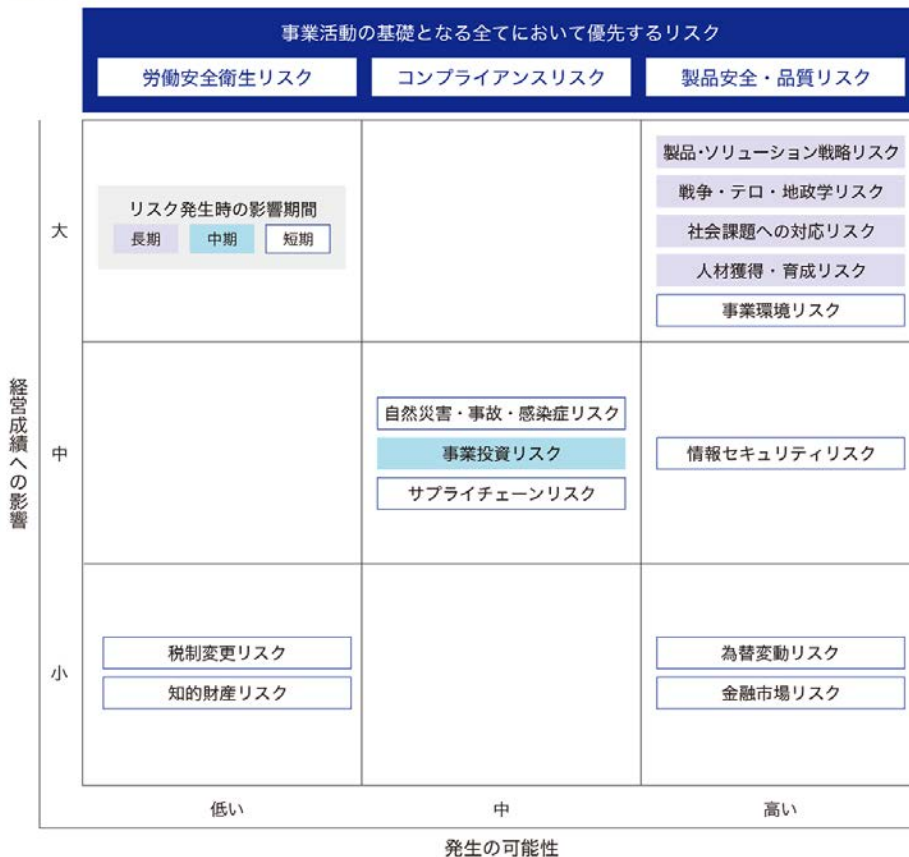 事業活動の基礎となる全てにおいて優先するリスク
労働安全衛生リスク
コンプライアンスリスク
製品安全・品質リスク
経営成績への影響
大
リスク発生時の影響期間
長期
中期
短期
製品・ソリューション戦略リスク
戦争・テロ・地政学リスク
社会課題への対応リスク
人材獲得・育成リスク
事業環境リスク
中
自然災害・事故・感染症リスク
事業投資リスク
サプライチェーンリスク
情報セキュリティリスク
小
税制変更リスク
知的財産リスク
為替変動リスク
金融市場リスク
低い
中
高い
発生の可能性